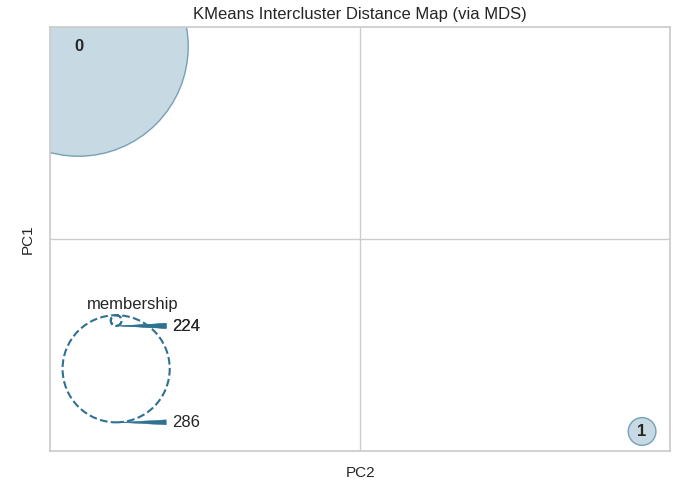 KMeans Intercluster Distance Map (via MDS)
0
PC1
membership
224
286
1
PC2